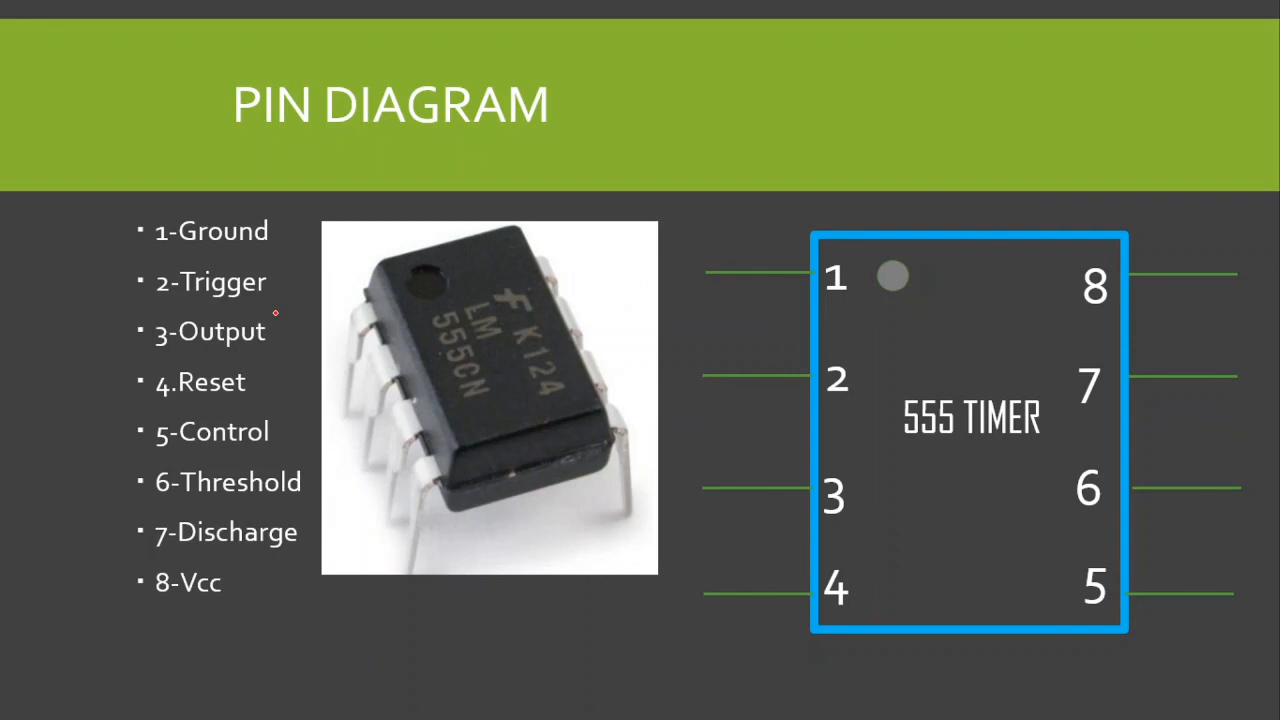 PIN DIAGRAM
▪ 1-Ground
▪ 2-Trigger
▪ 3-Output
▪ 4.Reset
▪ 5-Control
▪ 6-Threshold
▪ 7-Discharge
▪ 8-Vcc
K124
LM
555CN
1
8
2
7
555 TIMER
3
6
4
5